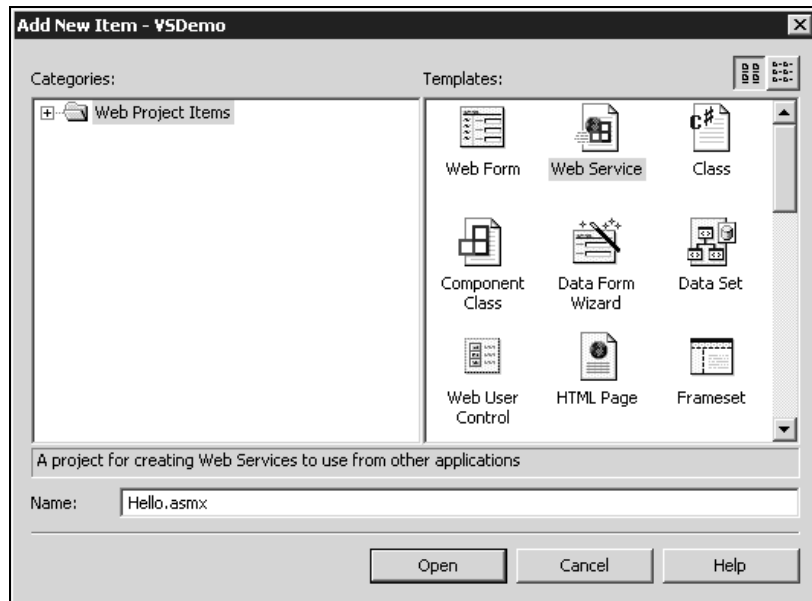 Add New Item - VSDemo
Categories:
Templates:
Web Project Items
Web Form
Web Service
C#
Class
Component
Class
Data Form
Wizard
Data Set
Web User
Control
HTML Page
Frameset
A project for creating Web Services to use from other applications
Name:
Hello.asmx
Open
Cancel
Help